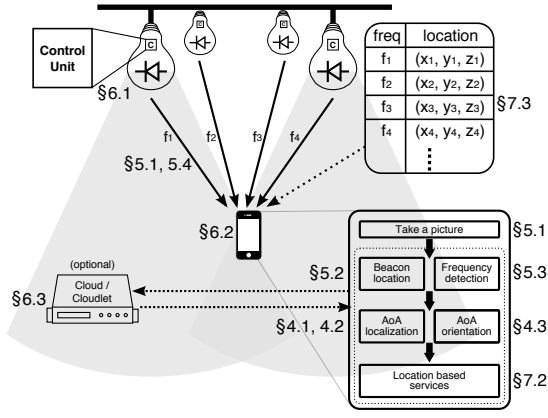 Control
Unit
C
C
C
C
§6.1
f1
f2
f3
f4
§5.1, 5.4
freq location
f1 (x1, y1, z1)
f2 (x2, y2, z2)
f3 (x3, y3, z3)
f4 (x4, y4, z4)
§7.3
§6.2
Take a picture
§5.1
§5.2
Beacon
location
Frequency
detection
§5.3
(optional)
Cloud /
Cloudlet
§6.3
§4.1, 4.2
AoA
localization
AoA
orientation
§4.3
Location based
services
§7.2